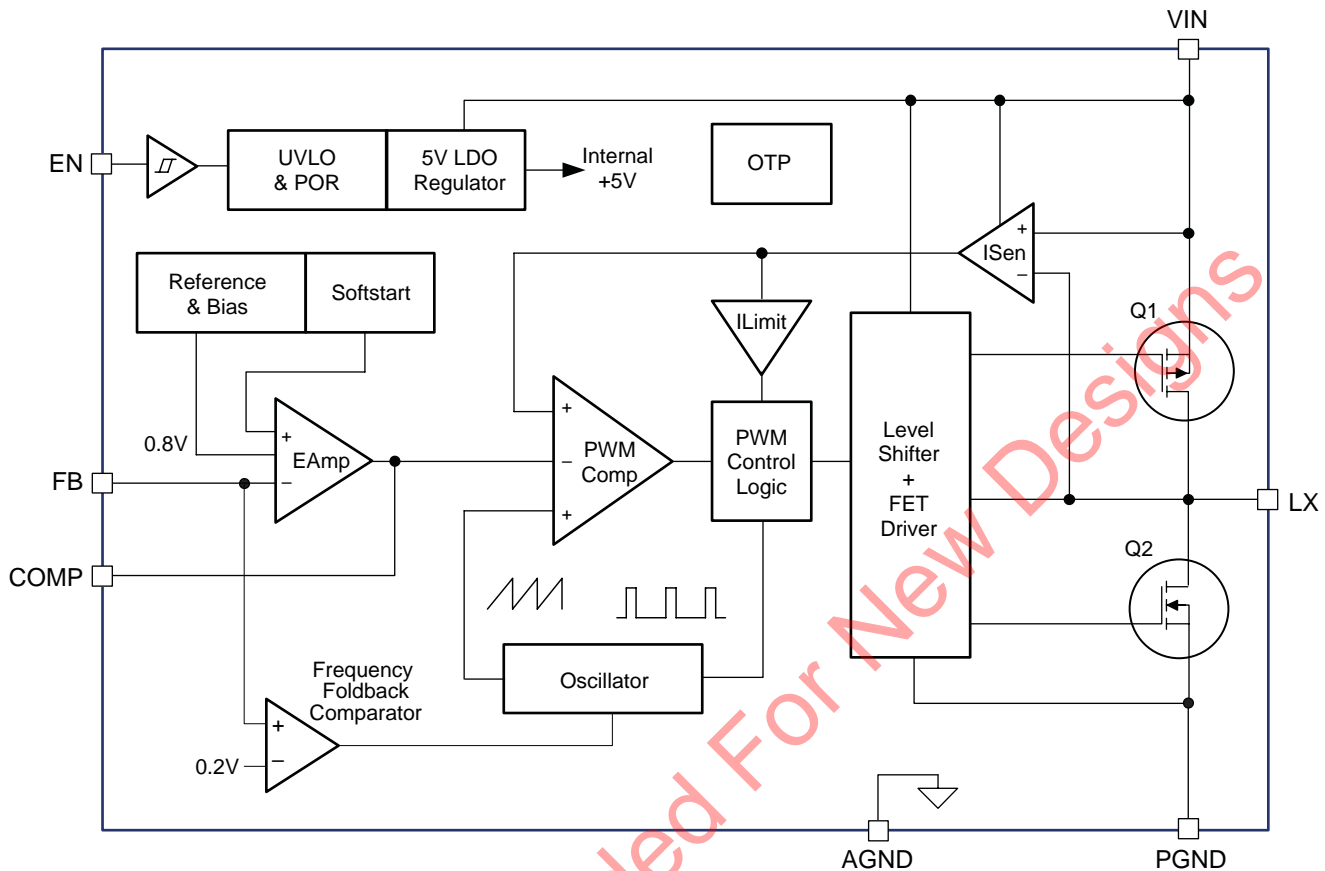 VIN
EN
UVLO
& POR
5V LDO
Regulator
Internal
+5V
OTP
+
ISen
−
Reference
& Bias
Softstart
ILimit
Q1
+
0.8V
EAmp
−
FB
+
−
PWM
Comp
+
PWM
Control
Logic
Level
Shifter
+
FET
Driver
LX
COMP
Q2
Frequency
Foldback
Comparator
Oscillator
+
0.2V
−
AGND
PGND
ded For New Designs